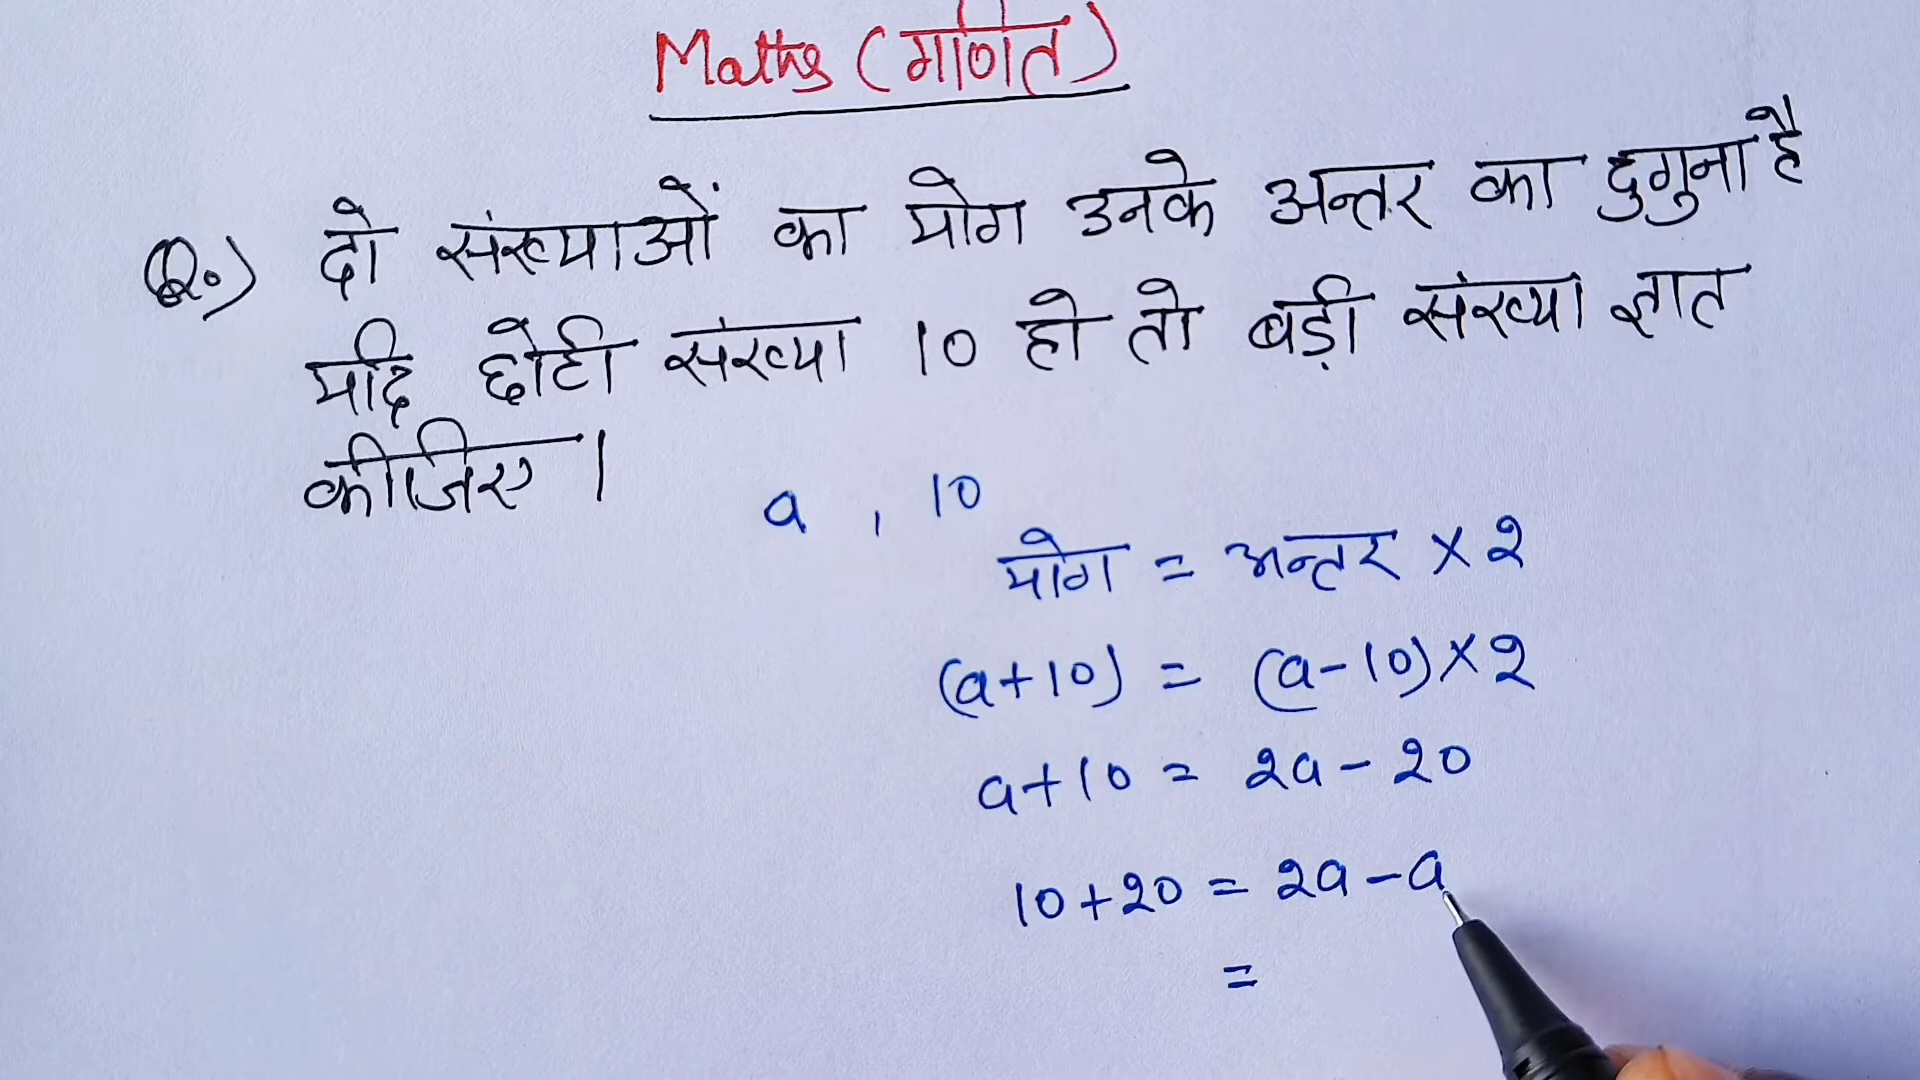 Maths (गणित)
Q.) दो संख्याओं का योग उनके अन्तर का दुगुना है
यदि छोटी संख्या 10 हो तो बड़ी संख्या ज्ञात
कीजिए।
a , 10
योग = अन्तर × 2
(a+10) = (a-10)×2
a+10 = 2a-20
10+20 = 2a-a
=